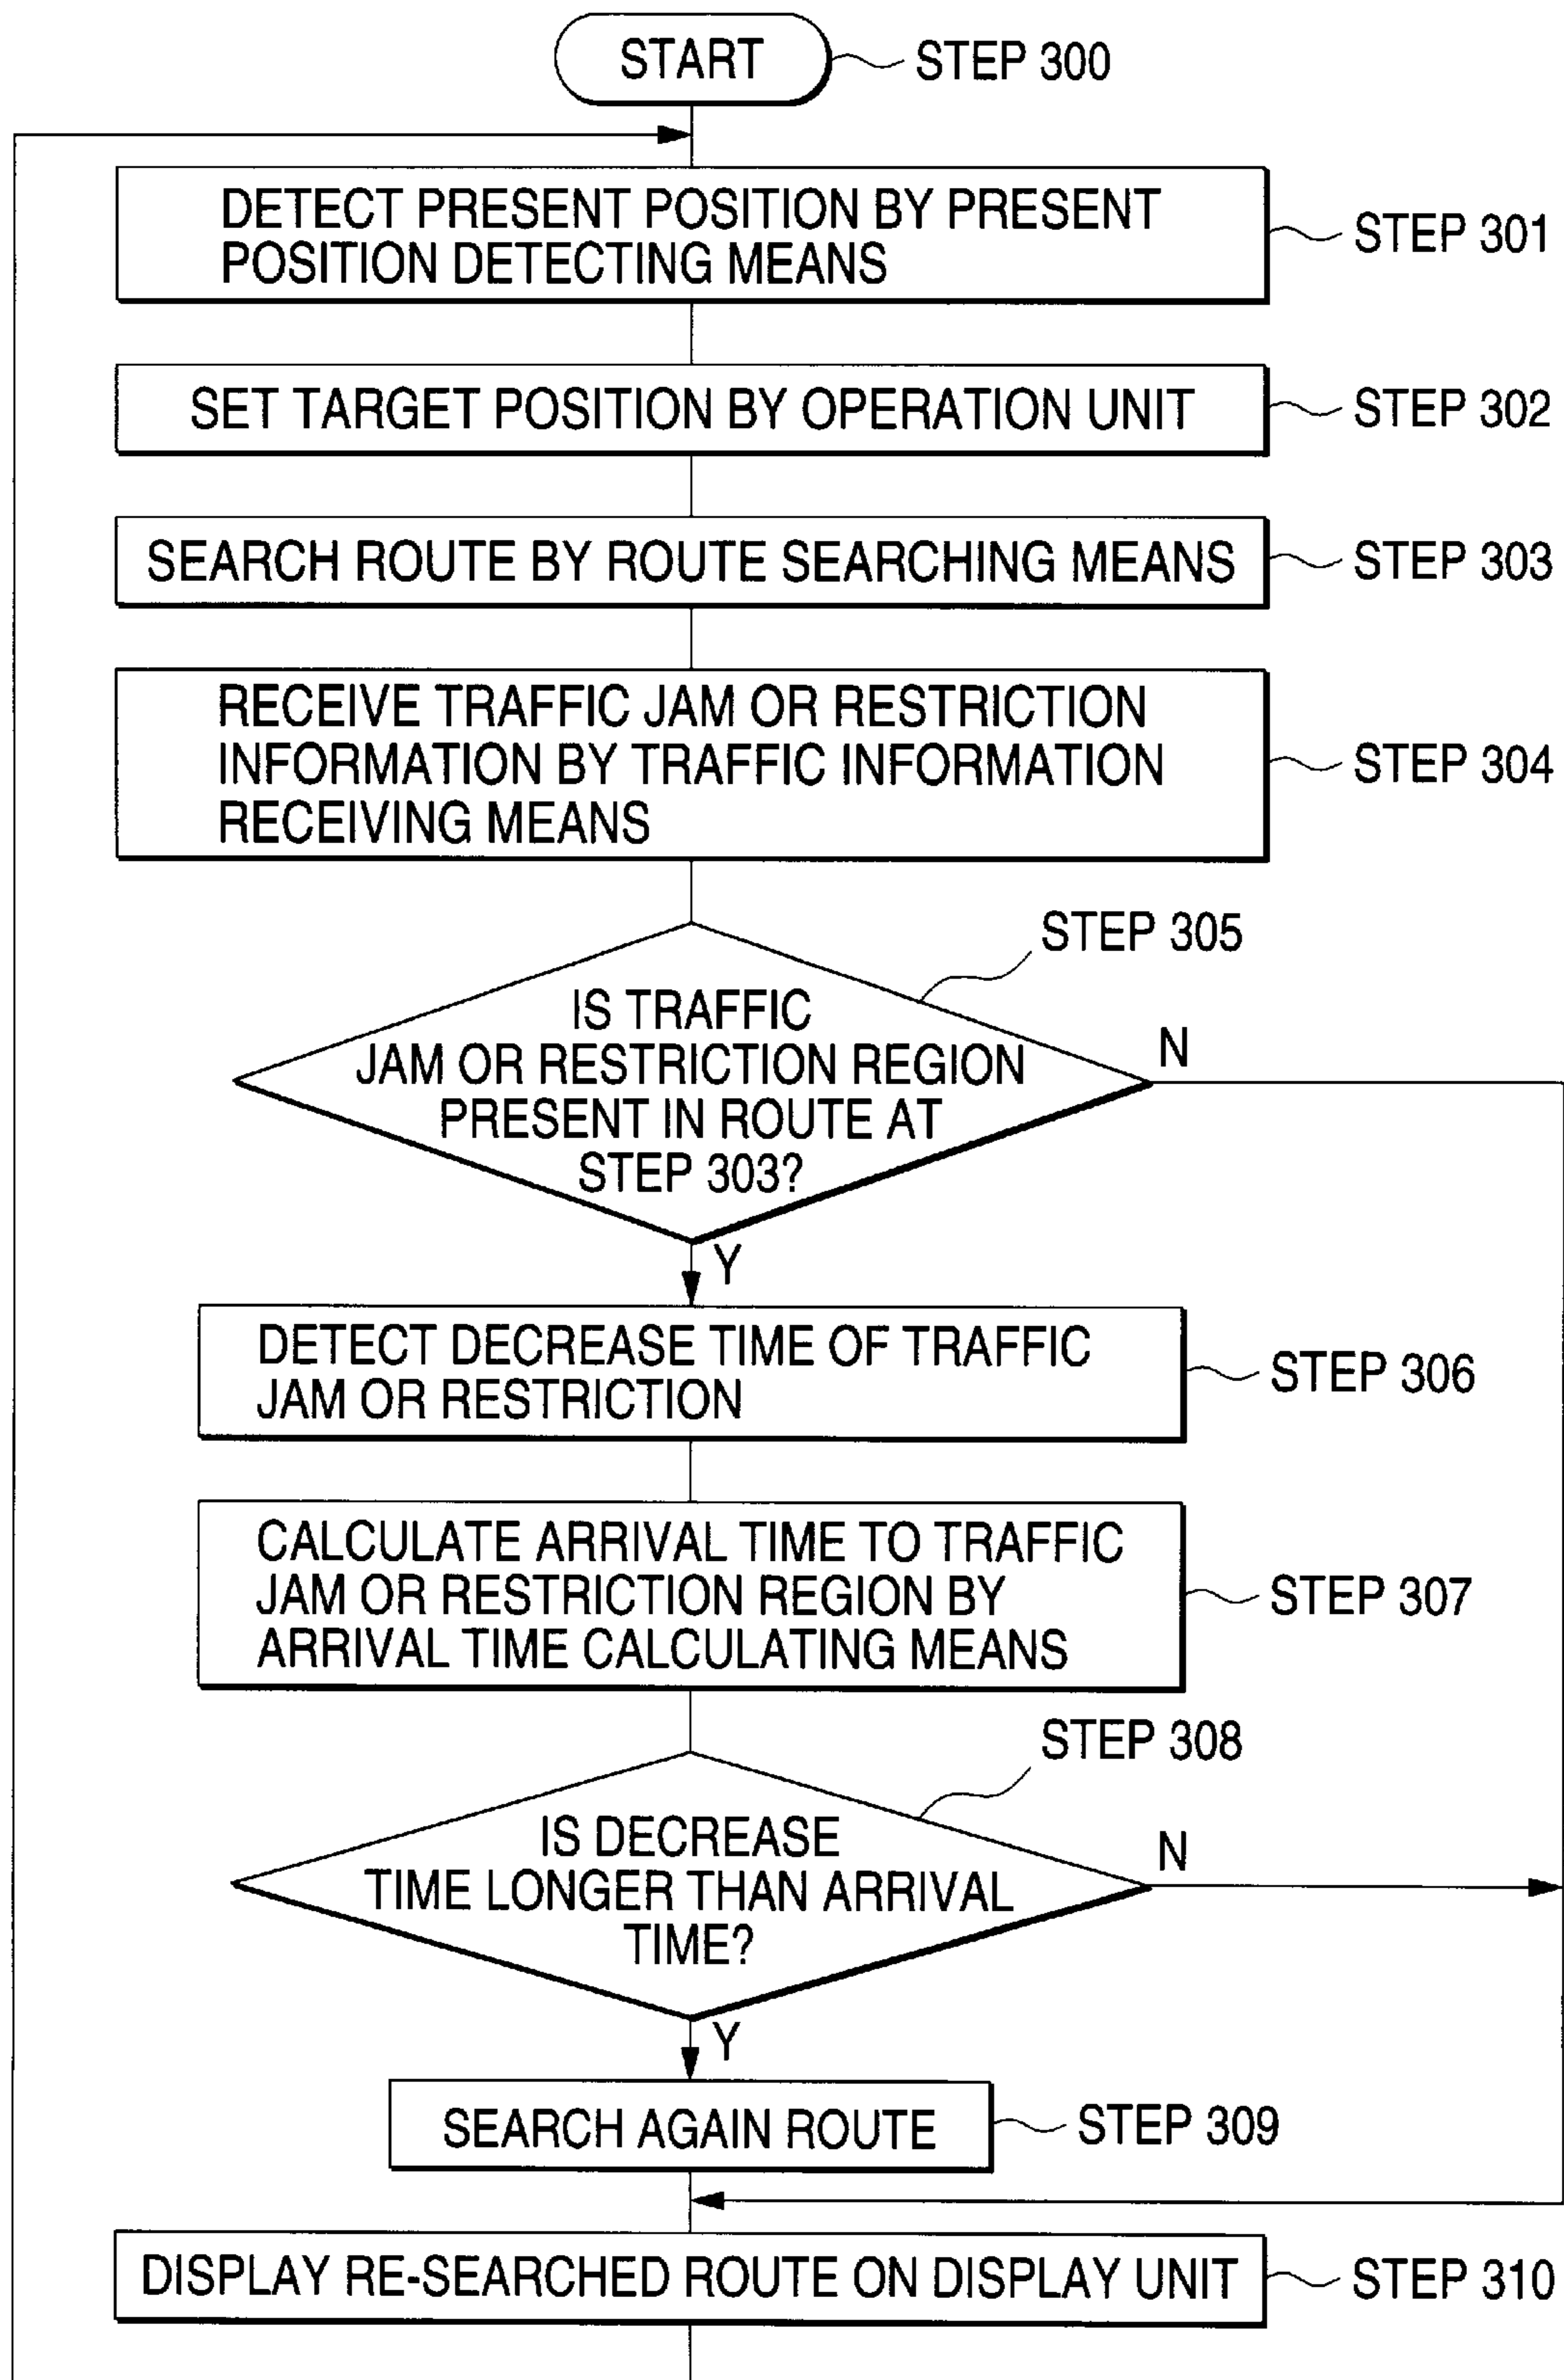 START
STEP 300
DETECT PRESENT POSITION BY PRESENT
POSITION DETECTING MEANS
STEP 301
SET TARGET POSITION BY OPERATION UNIT
STEP 302
SEARCH ROUTE BY ROUTE SEARCHING MEANS
STEP 303
RECEIVE TRAFFIC JAM OR RESTRICTION
INFORMATION BY TRAFFIC INFORMATION
RECEIVING MEANS
STEP 304
STEP 305
IS TRAFFIC
JAM OR RESTRICTION REGION
PRESENT IN ROUTE AT
STEP 303?
N
Y
DETECT DECREASE TIME OF TRAFFIC
JAM OR RESTRICTION
STEP 306
CALCULATE ARRIVAL TIME TO TRAFFIC
JAM OR RESTRICTION REGION BY
ARRIVAL TIME CALCULATING MEANS
STEP 307
STEP 308
IS DECREASE
TIME LONGER THAN ARRIVAL
TIME?
N
Y
SEARCH AGAIN ROUTE
STEP 309
DISPLAY RE-SEARCHED ROUTE ON DISPLAY UNIT
STEP 310